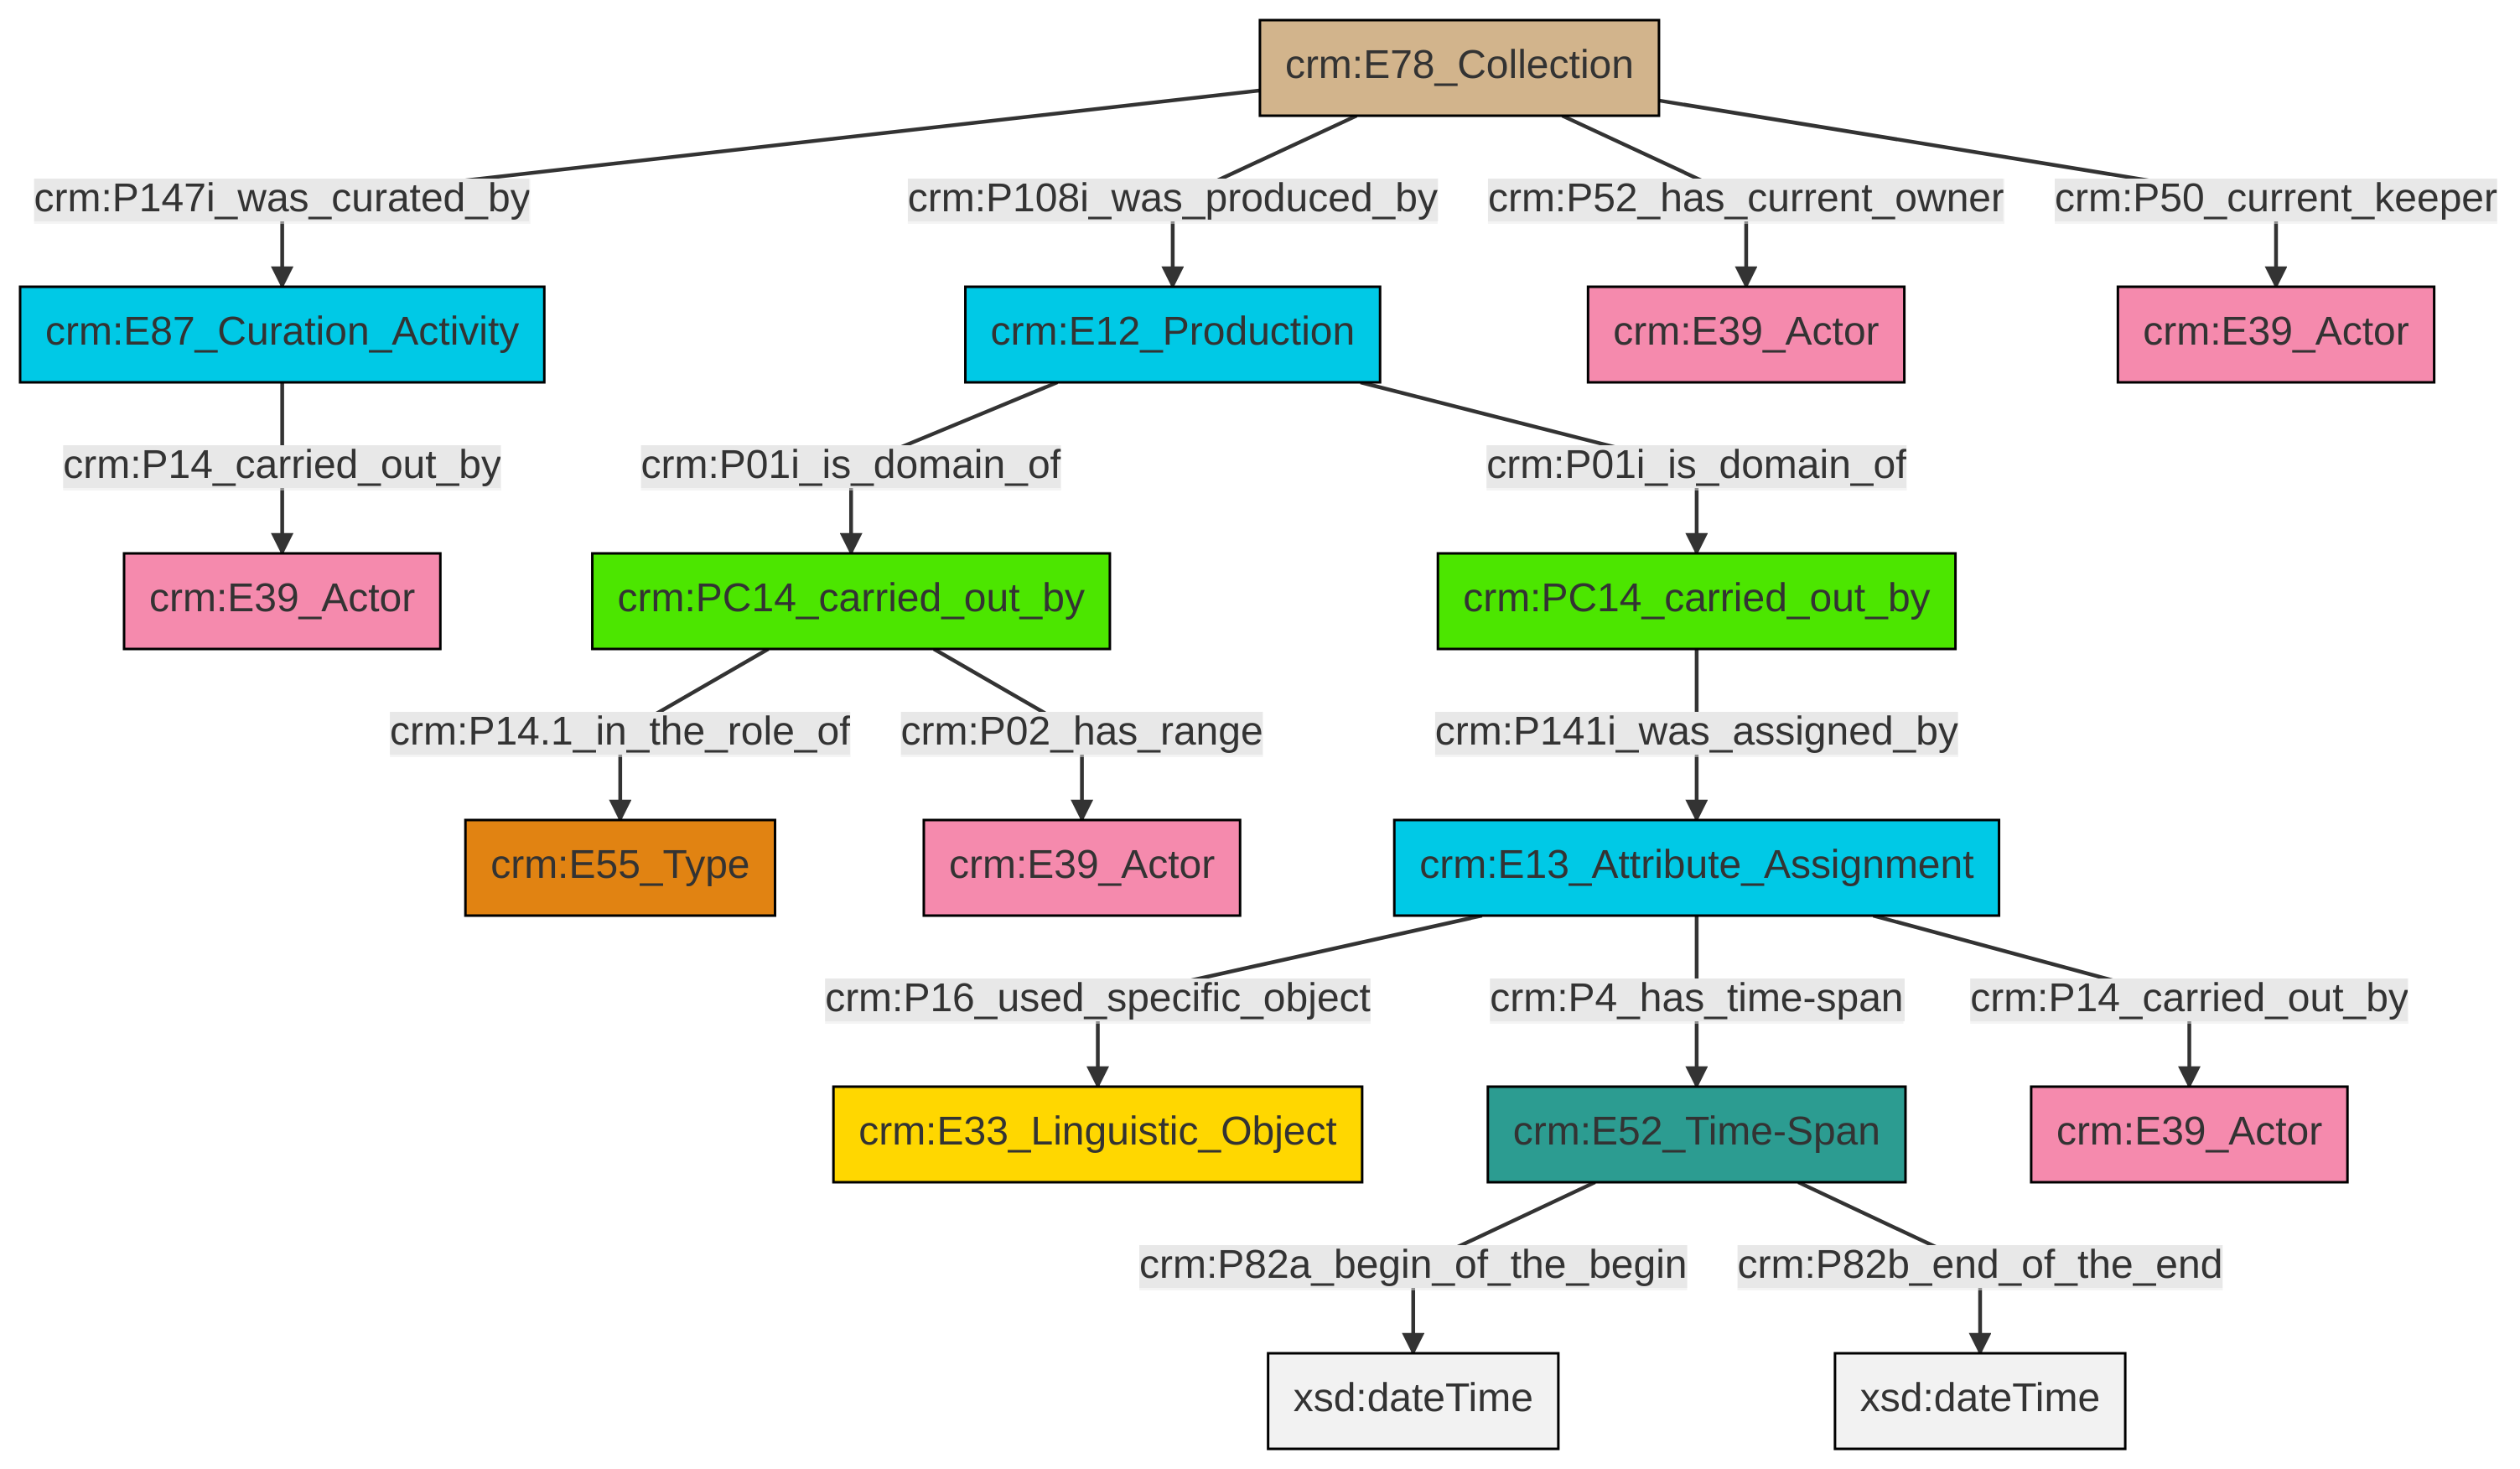 crm:E78_Collection
crm:P147i_was_curated_by
crm:P108i_was_produced_by
crm:P52_has_current_owner
crm:P50_current_keeper
crm:E87_Curation_Activity
crm:E12_Production
crm:E39_Actor
crm:E39_Actor
crm:P14_carried_out_by
crm:P01i_is_domain_of
crm:P01i_is_domain_of
crm:E39_Actor
crm:PC14_carried_out_by
crm:PC14_carried_out_by
crm:P14.1_in_the_role_of
crm:P02_has_range
crm:P141i_was_assigned_by
crm:E55_Type
crm:E39_Actor
crm:E13_Attribute_Assignment
crm:P16_used_specific_object
crm:P4_has_time-span
crm:P14_carried_out_by
crm:E33_Linguistic_Object
crm:E52_Time-Span
crm:E39_Actor
crm:P82a_begin_of_the_begin
crm:P82b_end_of_the_end
xsd:dateTime
xsd:dateTime